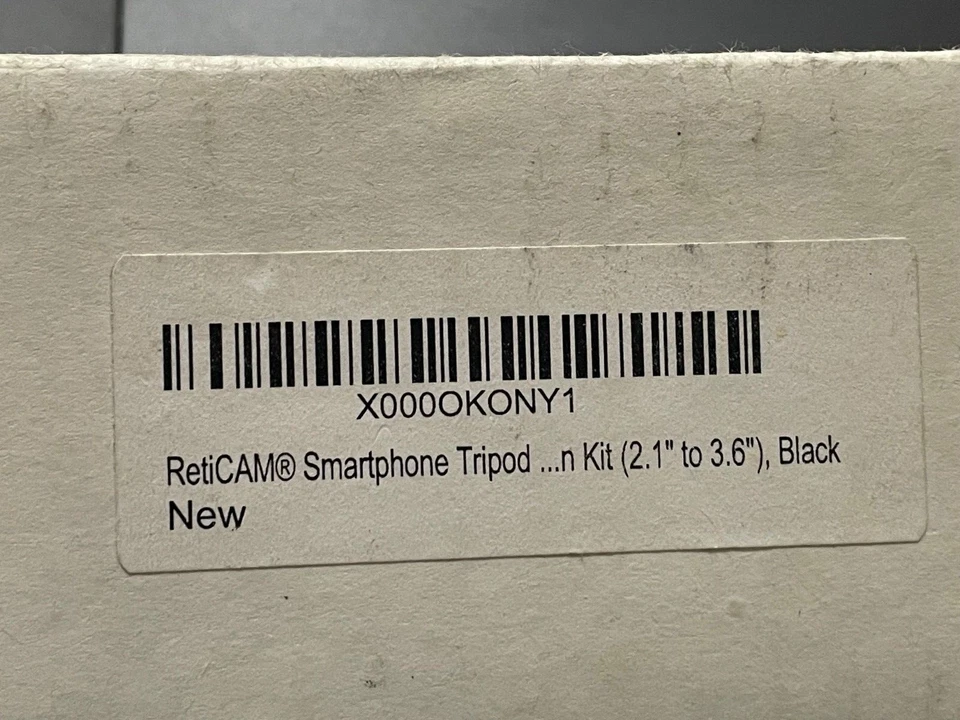 X000OKONY1
RetiCAM® Smartphone Tripod ...n Kit (2.1" to 3.6"), Black
New